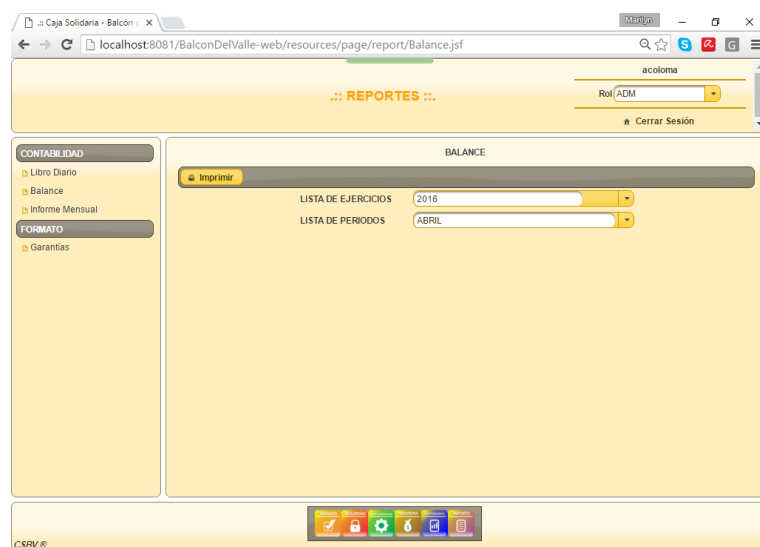 .:: Caja Solidaria - Balcón
Marilyn
localhost:8081/BalconDelValle-web/resources/page/report/Balance.jsf
.:: REPORTES ::.
acoloma
Rol ADM
Cerrar Sesión
CONTABILIDAD
Libro Diario
Balance
Informe Mensual
FORMATO
Garantías
BALANCE
Imprimir
LISTA DE EJERCICIOS 2016
LISTA DE PERIODOS ABRIL
CSBV ®